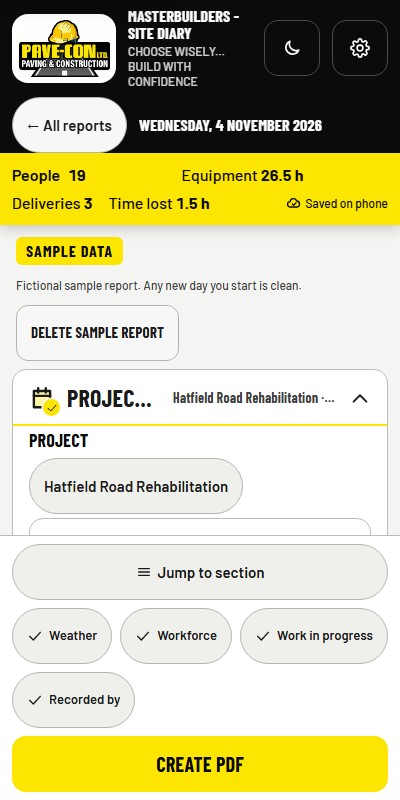 PAVE-CON LTD.
PAVING & CONSTRUCTION
MASTERBUILDERS -
SITE DIARY
CHOOSE WISELY...
BUILD WITH
CONFIDENCE
← All reports
WEDNESDAY, 4 NOVEMBER 2026
People 19
Equipment 26.5 h
Deliveries 3
Time lost 1.5 h
Saved on phone
SAMPLE DATA
Fictional sample report. Any new day you start is clean.
DELETE SAMPLE REPORT
PROJEC...
Hatfield Road Rehabilitation ·...
PROJECT
Hatfield Road Rehabilitation
Jump to section
Weather
Workforce
Work in progress
Recorded by
CREATE PDF